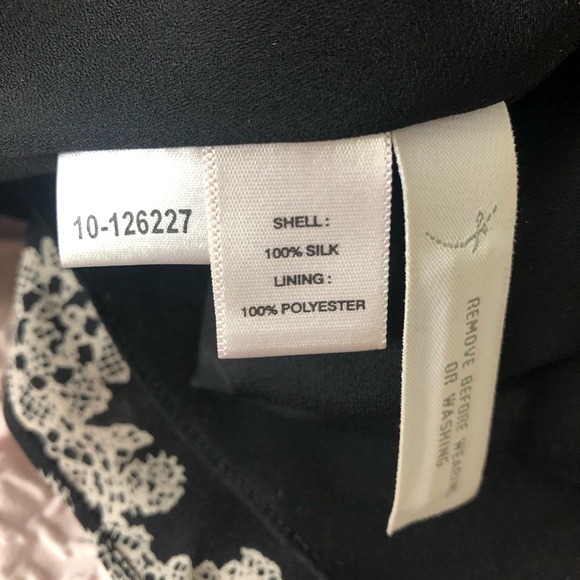 10-126227
SHELL :
100% SILK
LINING :
100% POLYESTER
REMOVE BEFORE WEARING
OR WASHING